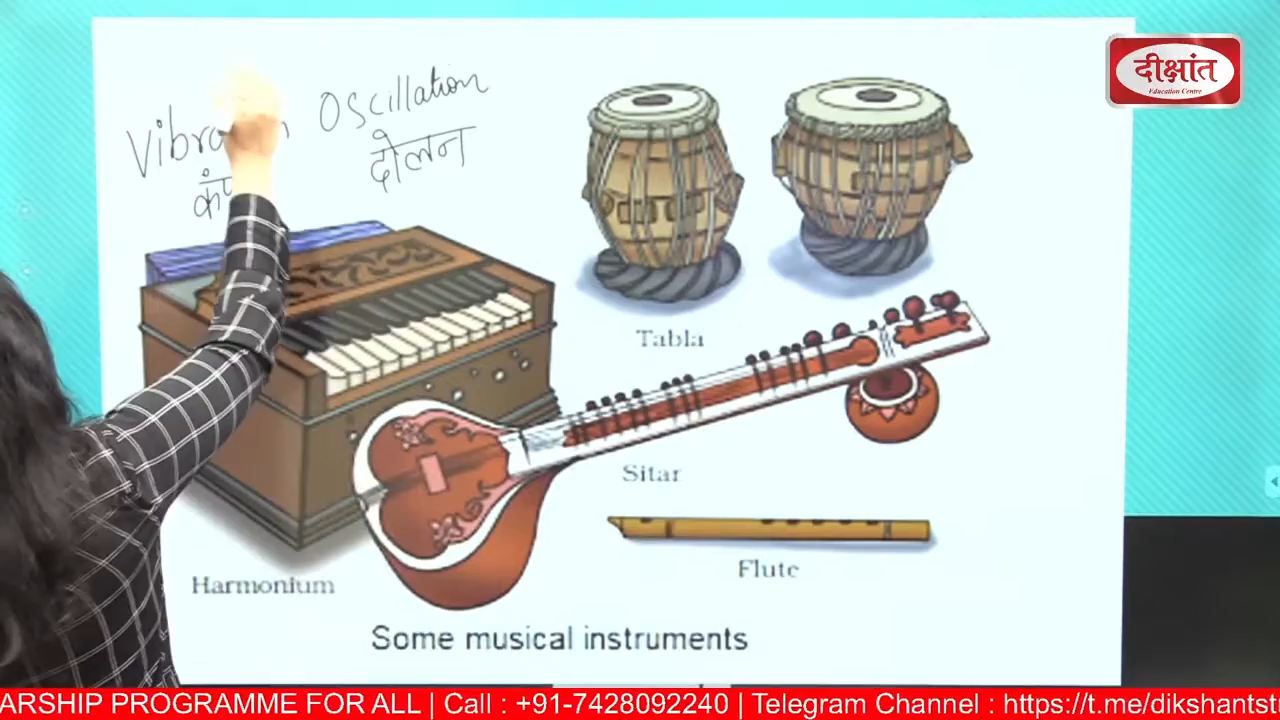 Oscillation
दोलन
दीक्षांत
Education Centre
Tabla
Sitar
Flute
Harmonium
Some musical instruments
ARSHIP PROGRAMME FOR ALL | Call : +91-7428092240 | Telegram Channel : https://t.me/dikshantst